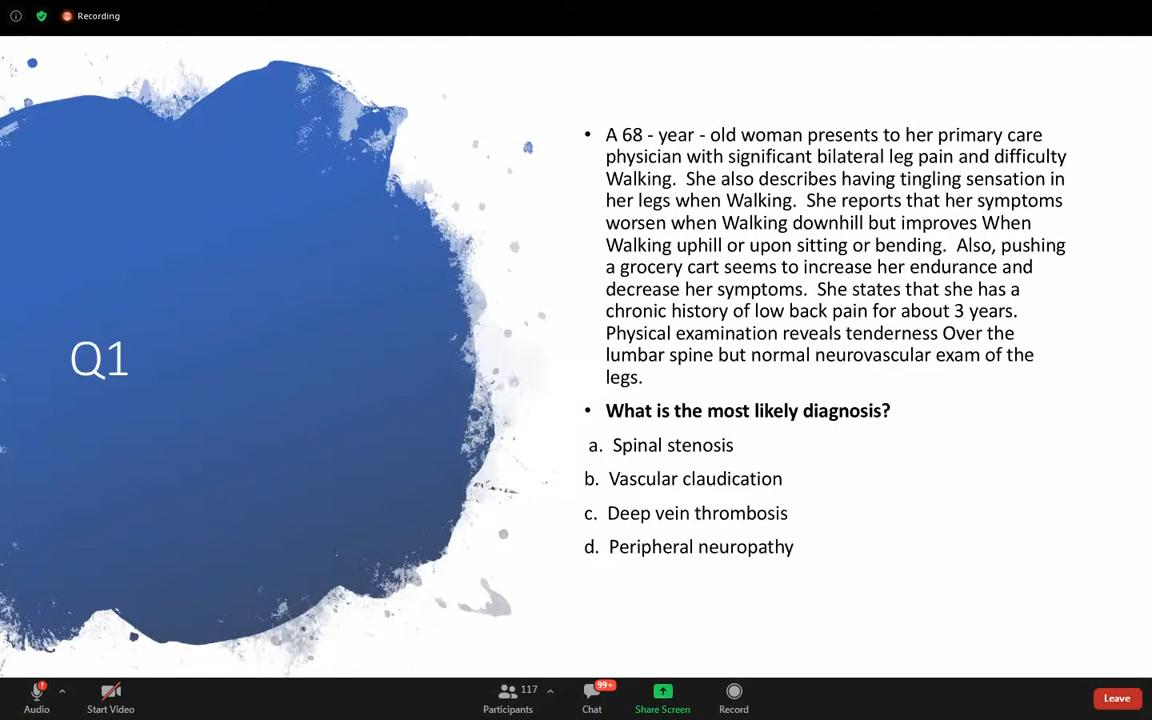 Recording
Q1
• A 68 - year - old woman presents to her primary care
physician with significant bilateral leg pain and difficulty
Walking.  She also describes having tingling sensation in
her legs when Walking.  She reports that her symptoms
worsen when Walking downhill but improves When
Walking uphill or upon sitting or bending.  Also, pushing
a grocery cart seems to increase her endurance and
decrease her symptoms.  She states that she has a
chronic history of low back pain for about 3 years.
Physical examination reveals tenderness Over the
lumbar spine but normal neurovascular exam of the
legs.
• What is the most likely diagnosis?
a.  Spinal stenosis
b.  Vascular claudication
c.  Deep vein thrombosis
d.  Peripheral neuropathy
Audio
Start Video
117
Participants
99+
Chat
Share Screen
Record
Leave